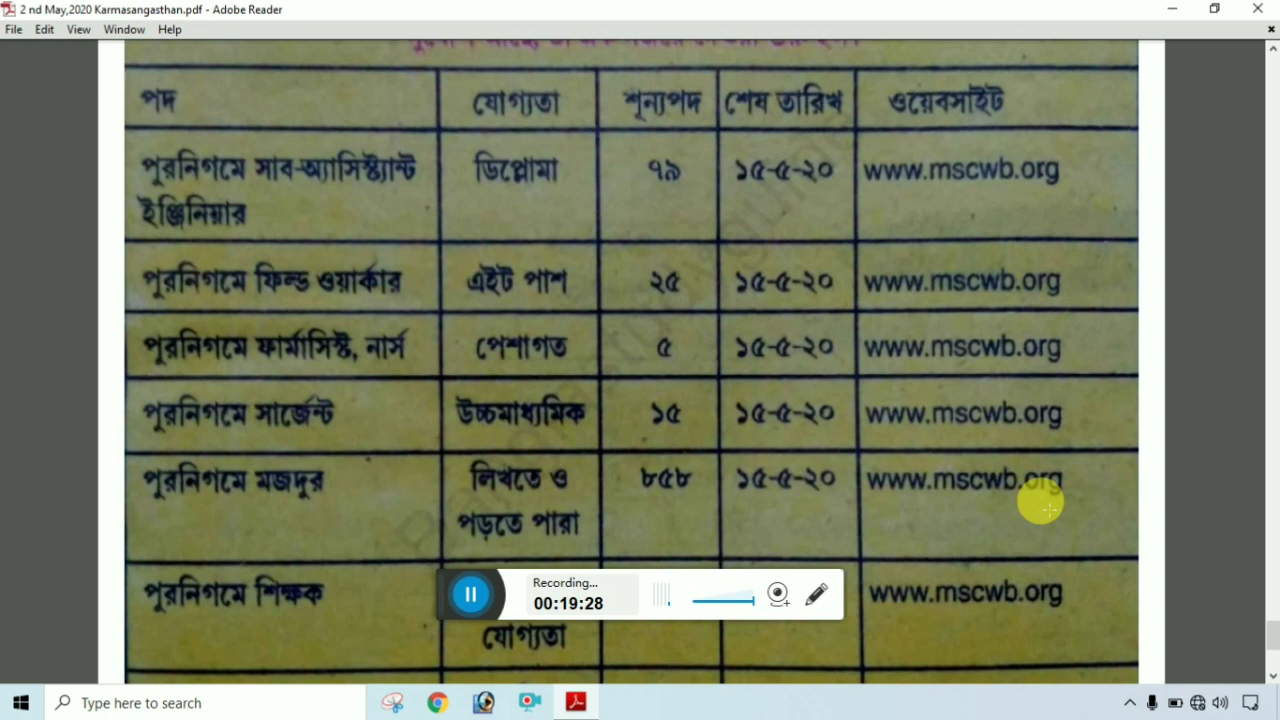 2 nd May,2020 Karmasangasthan.pdf - Adobe Reader
File Edit View Window Help
পদ যোগ্যতা শূন্যপদ শেষ তারিখ ওয়েবসাইট
পুরনিগমে সাব-অ্যাসিস্ট্যান্ট ডিপ্লোমা ৭৯ ১৫-৫-২০ www.mscwb.org
ইঞ্জিনিয়ার
পুরনিগমে ফিল্ড ওয়ার্কার এইট পাশ ২৫ ১৫-৫-২০ www.mscwb.org
পুরনিগমে ফার্মাসিস্ট, নার্স পেশাগত ৫ ১৫-৫-২০ www.mscwb.org
পুরনিগমে সার্জেন্ট উচ্চমাধ্যমিক ১৫ ১৫-৫-২০ www.mscwb.org
পুরনিগমে মজদুর লিখতে ও ৮৫৮ ১৫-৫-২০ www.mscwb.org
পড়তে পারা
পুরনিগমে শিক্ষক www.mscwb.org
যোগ্যতা
Recording...
00:19:28
Type here to search